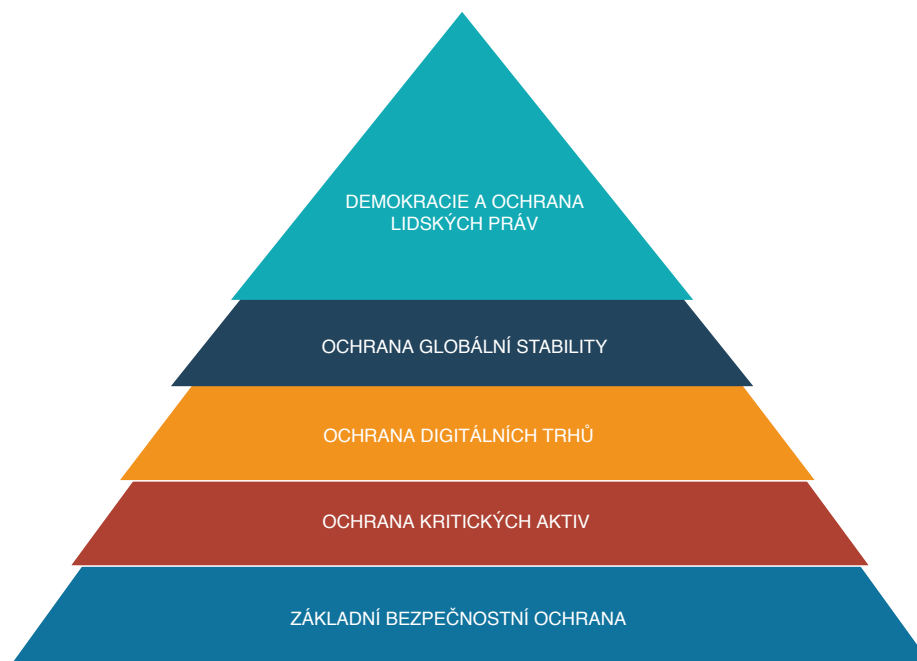 DEMOKRACIE A OCHRANA
LIDSKÝCH PRÁV
OCHRANA GLOBÁLNÍ STABILITY
OCHRANA DIGITÁLNÍCH TRHŮ
OCHRANA KRITICKÝCH AKTIV
ZÁKLADNÍ BEZPEČNOSTNÍ OCHRANA